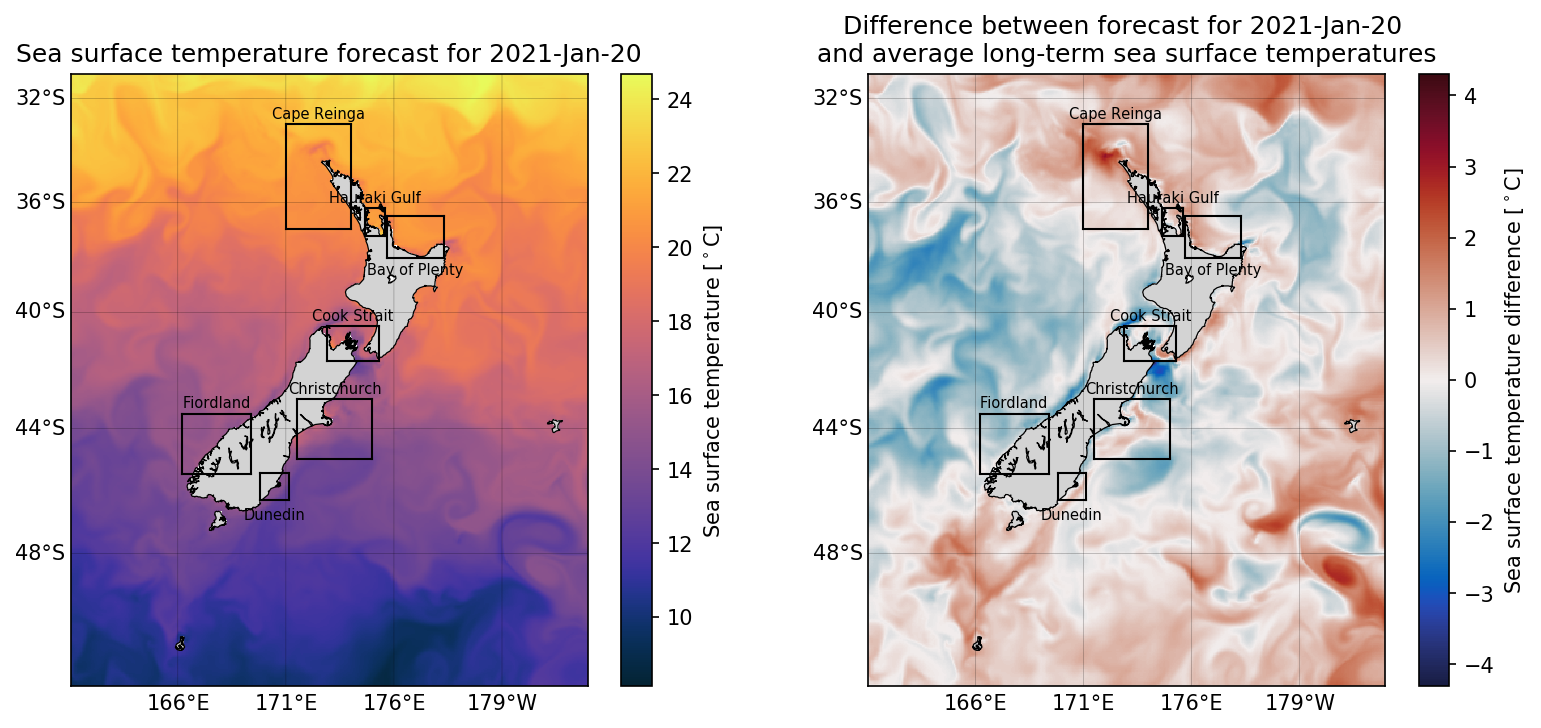 Sea surface temperature forecast for 2021-Jan-20
32°S
36°S
40°S
44°S
48°S
166°E
171°E
176°E
179°W
Cape Reinga
Hauraki Gulf
Bay of Plenty
Cook Strait
Christchurch
Fiordland
Dunedin
24
22
20
18
16
14
12
10
Sea surface temperature [°C]
Difference between forecast for 2021-Jan-20
and average long-term sea surface temperatures
32°S
36°S
40°S
44°S
48°S
166°E
171°E
176°E
179°W
Cape Reinga
Hauraki Gulf
Bay of Plenty
Cook Strait
Christchurch
Fiordland
Dunedin
4
3
2
1
0
−1
−2
−3
−4
Sea surface temperature difference [°C]